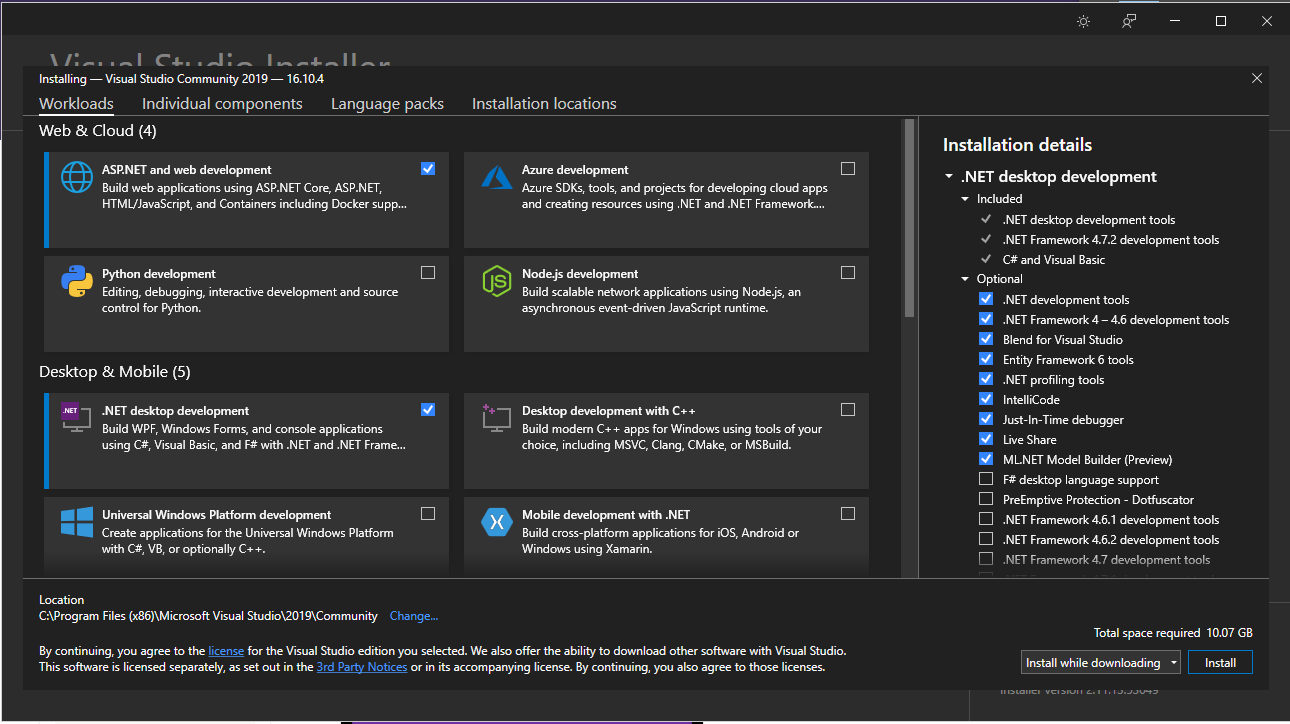 Visual Studio Installer
Installing — Visual Studio Community 2019 — 16.10.4
Workloads
Individual components
Language packs
Installation locations
Web & Cloud (4)
ASP.NET and web development
Build web applications using ASP.NET Core, ASP.NET,
HTML/JavaScript, and Containers including Docker supp...
Azure development
Azure SDKs, tools, and projects for developing cloud apps
and creating resources using .NET and .NET Framework....
Python development
Editing, debugging, interactive development and source
control for Python.
JS
Node.js development
Build scalable network applications using Node.js, an
asynchronous event-driven JavaScript runtime.
Desktop & Mobile (5)
.NET
.NET desktop development
Build WPF, Windows Forms, and console applications
using C#, Visual Basic, and F# with .NET and .NET Frame...
Desktop development with C++
Build modern C++ apps for Windows using tools of your
choice, including MSVC, Clang, CMake, or MSBuild.
Universal Windows Platform development
Create applications for the Universal Windows Platform
with C#, VB, or optionally C++.
Mobile development with .NET
Build cross-platform applications for iOS, Android or
Windows using Xamarin.
Installation details
.NET desktop development
Included
.NET desktop development tools
.NET Framework 4.7.2 development tools
C# and Visual Basic
Optional
.NET development tools
.NET Framework 4 – 4.6 development tools
Blend for Visual Studio
Entity Framework 6 tools
.NET profiling tools
IntelliCode
Just-In-Time debugger
Live Share
ML.NET Model Builder (Preview)
F# desktop language support
PreEmptive Protection - Dotfuscator
.NET Framework 4.6.1 development tools
.NET Framework 4.6.2 development tools
.NET Framework 4.7 development tools
Location
C:\Program Files (x86)\Microsoft Visual Studio\2019\Community Change...
By continuing, you agree to the license for the Visual Studio edition you selected. We also offer the ability to download other software with Visual Studio.
This software is licensed separately, as set out in the 3rd Party Notices or in its accompanying license. By continuing, you also agree to those licenses.
Total space required 10.07 GB
Install while downloading
Install